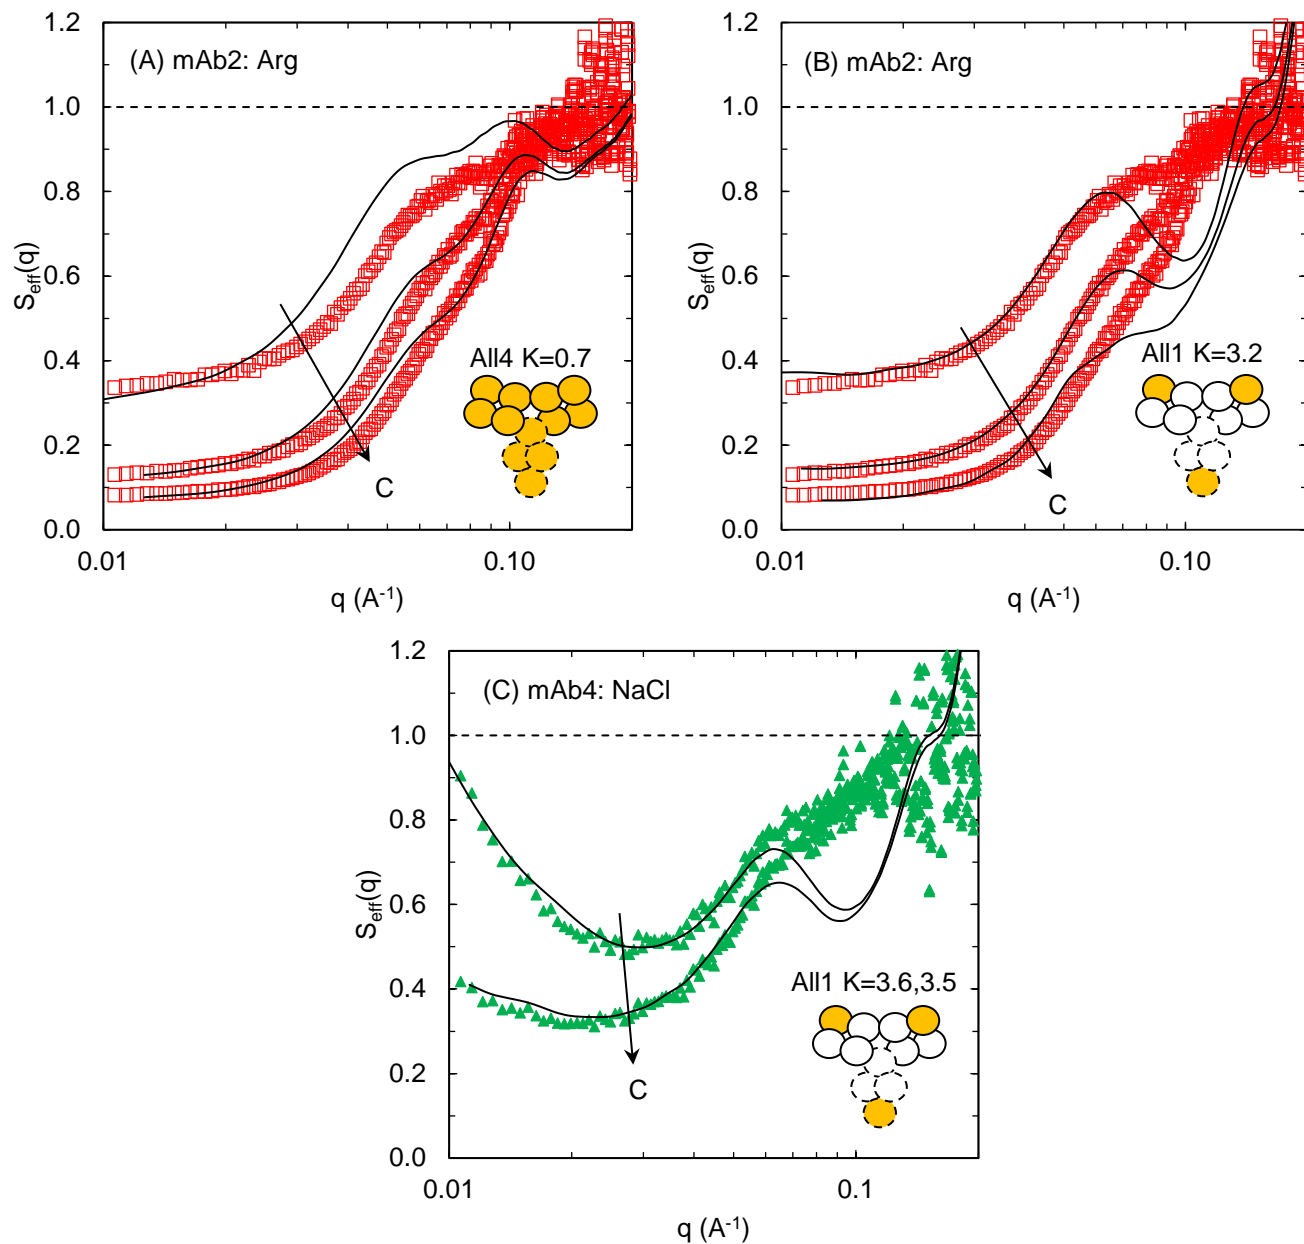 (A) mAb2: Arg
1.2
1.0
0.8
0.6
0.4
0.2
0.0
Seff(q)
All4 K=0.7
C
0.01
0.10
q (A-1)
(B) mAb2: Arg
1.2
1.0
0.8
0.6
0.4
0.2
0.0
Seff(q)
All1 K=3.2
C
0.01
0.10
q (A-1)
(C) mAb4: NaCl
1.2
1.0
0.8
0.6
0.4
0.2
0.0
Seff(q)
All1 K=3.6,3.5
C
0.01
0.1
q (A-1)